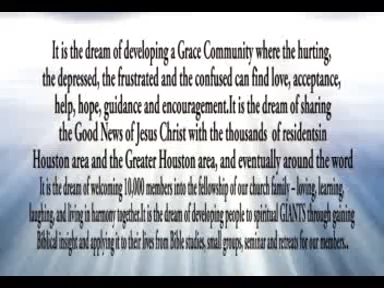 It is the dream of developing a Grace Community where the hurting,
the depressed, the frustrated and the confused can find love, acceptance,
help, hope, guidance and encouragement.It is the dream of sharing
the Good News of Jesus Christ with the thousands of residentsin
Houston area and the Greater Houston area, and eventually around the word
It is the dream of welcoming 10,000 members into the fellowship of our church family – loving, learning,
laughing, and living in harmony together.It is the dream of developing people to spiritual GIANTS through gaining
Biblical insight and applying it to their lives from Bible studies, small groups, seminar and retreats for our members..